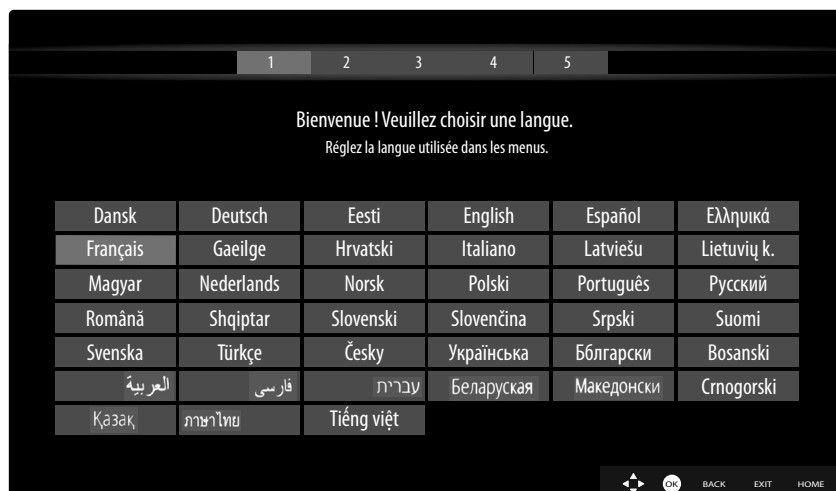 1 2 3 4 5
Bienvenue ! Veuillez choisir une langue.
Réglez la langue utilisée dans les menus.
Dansk Deutsch Eesti English Español Ελληνικά
Français Gaeilge Hrvatski Italiano Latviešu Lietuvių k.
Magyar Nederlands Norsk Polski Português Русский
Română Shqiptar Slovenski Slovenčina Srpski Suomi
Svenska Türkçe Česky Українська Бблгарски Bosanski
العربية فارسی עברית Беларуская Македонски Crnogorski
Қазақ ภาษาไทย Tiếng việt
OK BACK EXIT HOME